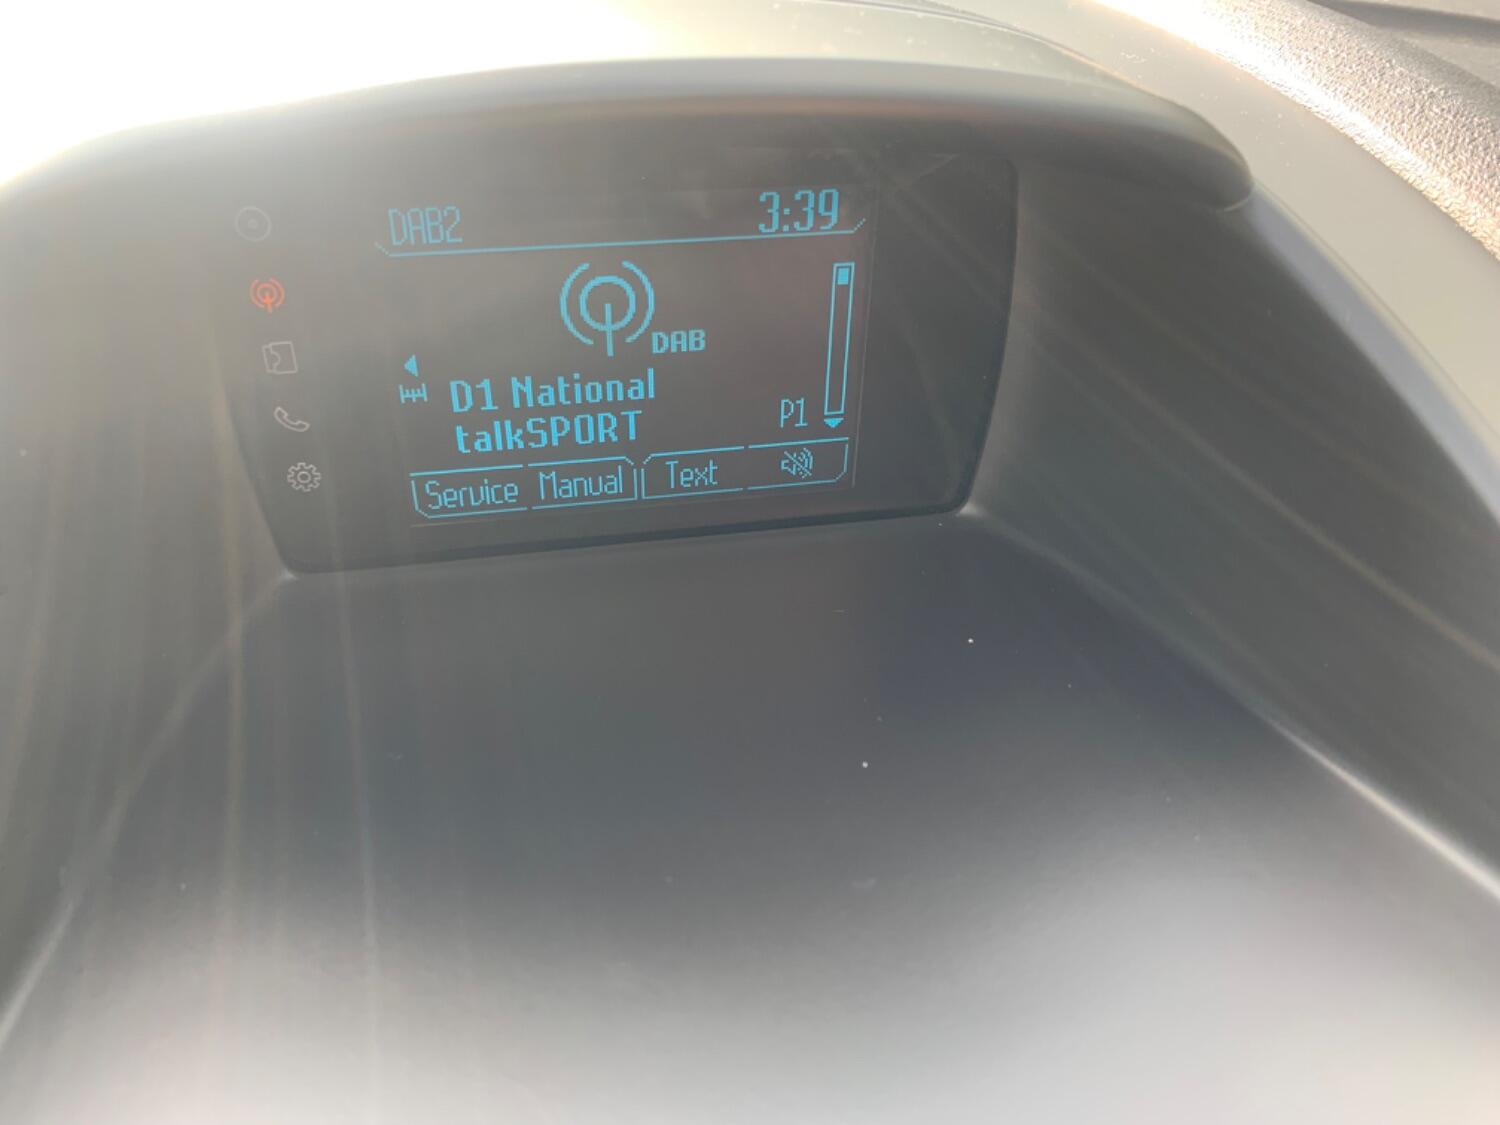 DAB2 3:39
DAB
D1 National
talkSPORT P1
Service Manual Text